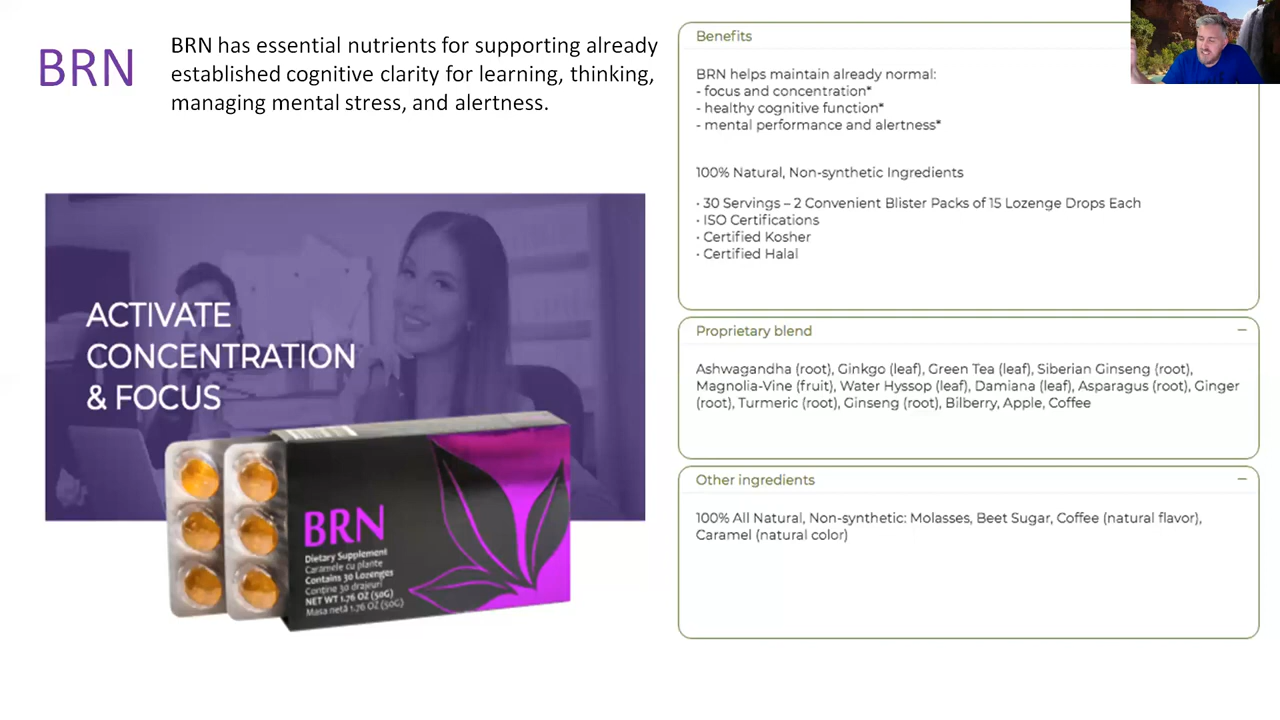 BRN
BRN has essential nutrients for supporting already
established cognitive clarity for learning, thinking,
managing mental stress, and alertness.
ACTIVATE
CONCENTRATION
& FOCUS
BRN
Dietary Supplement
Caramele cu plante
Contains 30 Lozenges
Conține 30 drajeuri
NET WT 1.76 OZ (50G)
Masa netă 1.76 OZ (50G)
Benefits
BRN helps maintain already normal:
- focus and concentration*
- healthy cognitive function*
- mental performance and alertness*
100% Natural, Non-synthetic Ingredients
• 30 Servings – 2 Convenient Blister Packs of 15 Lozenge Drops Each
• ISO Certifications
• Certified Kosher
• Certified Halal
Proprietary blend
Ashwagandha (root), Ginkgo (leaf), Green Tea (leaf), Siberian Ginseng (root),
Magnolia-Vine (fruit), Water Hyssop (leaf), Damiana (leaf), Asparagus (root), Ginger
(root), Turmeric (root), Ginseng (root), Bilberry, Apple, Coffee
Other ingredients
100% All Natural, Non-synthetic: Molasses, Beet Sugar, Coffee (natural flavor),
Caramel (natural color)